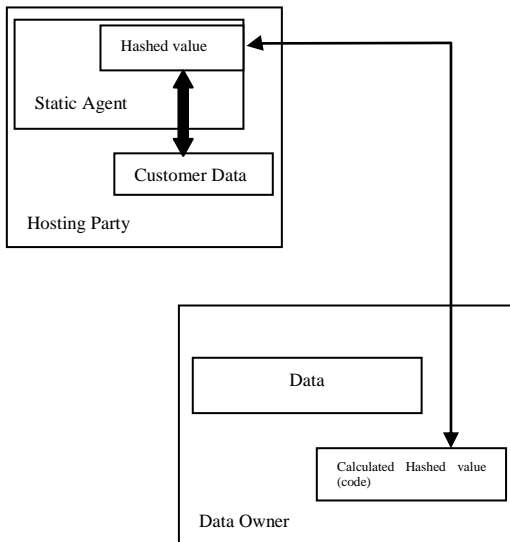 Hashed value
Static Agent
Customer Data
Hosting Party
Data
Calculated Hashed value
(code)
Data Owner